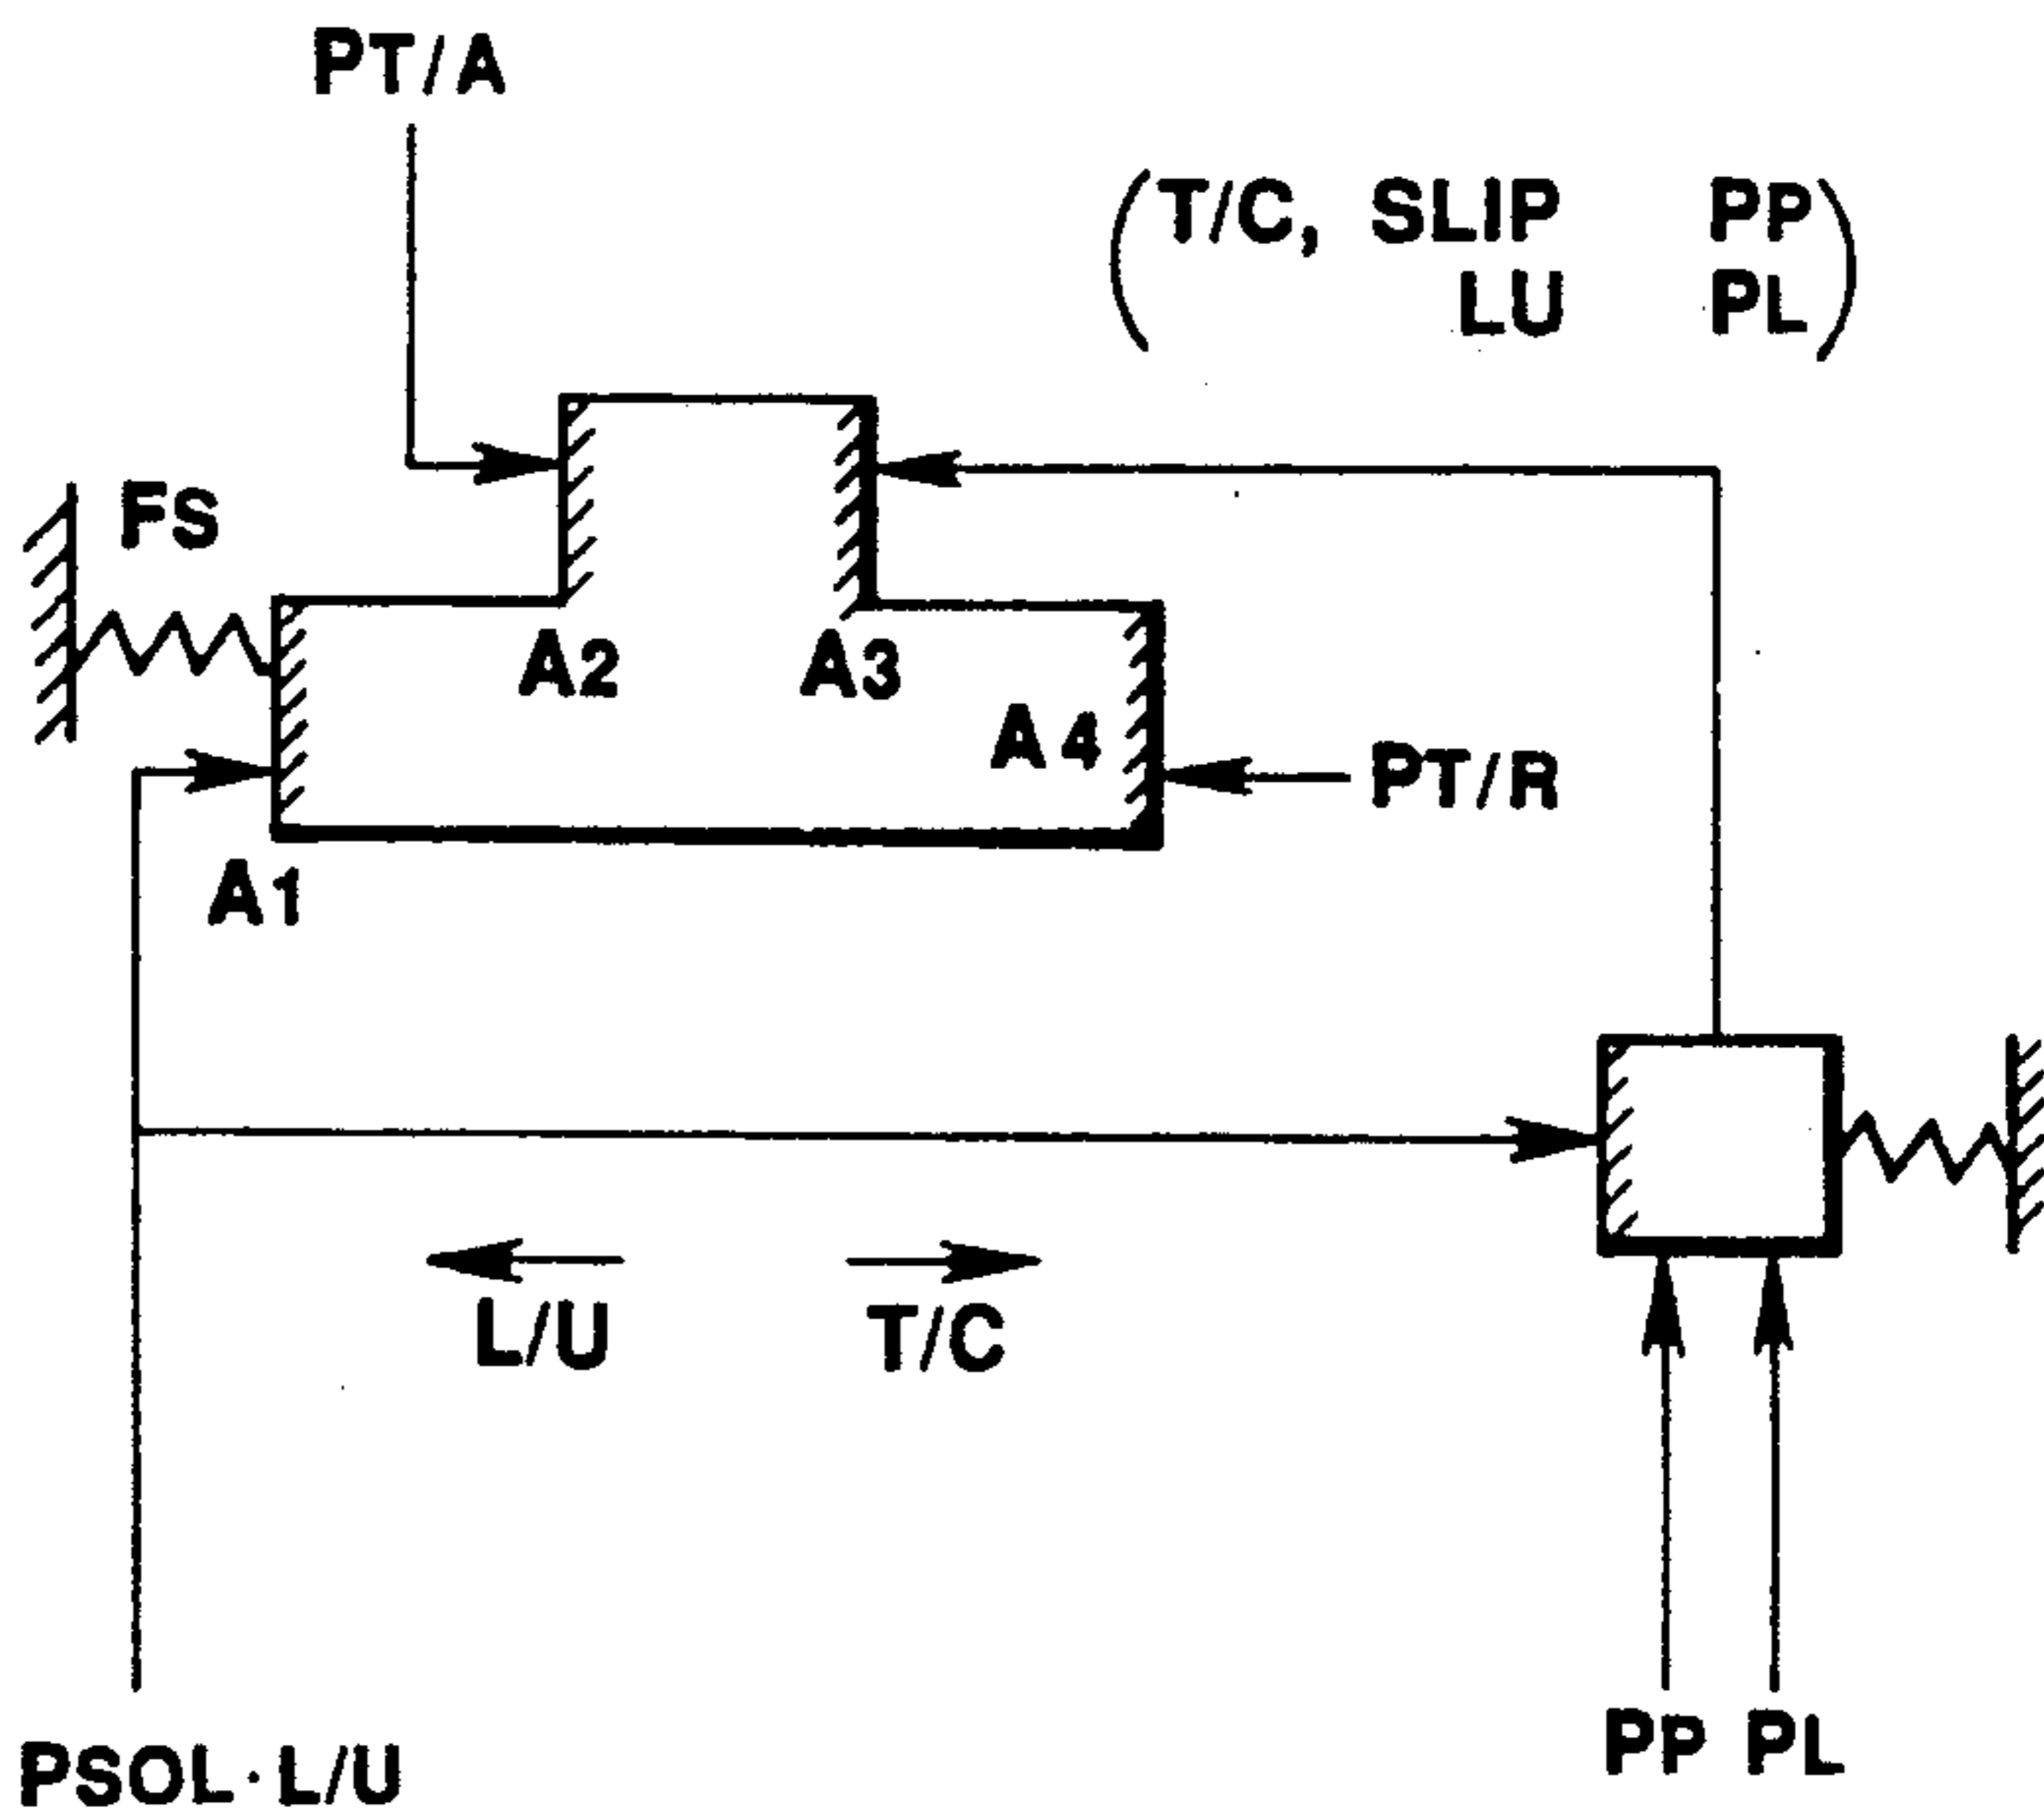 PT/A
T/C, SLIP PP
LU PL
FS
A2
A3
A4
PT/R
A1
L/U
T/C
PSOL·L/U
PP PL